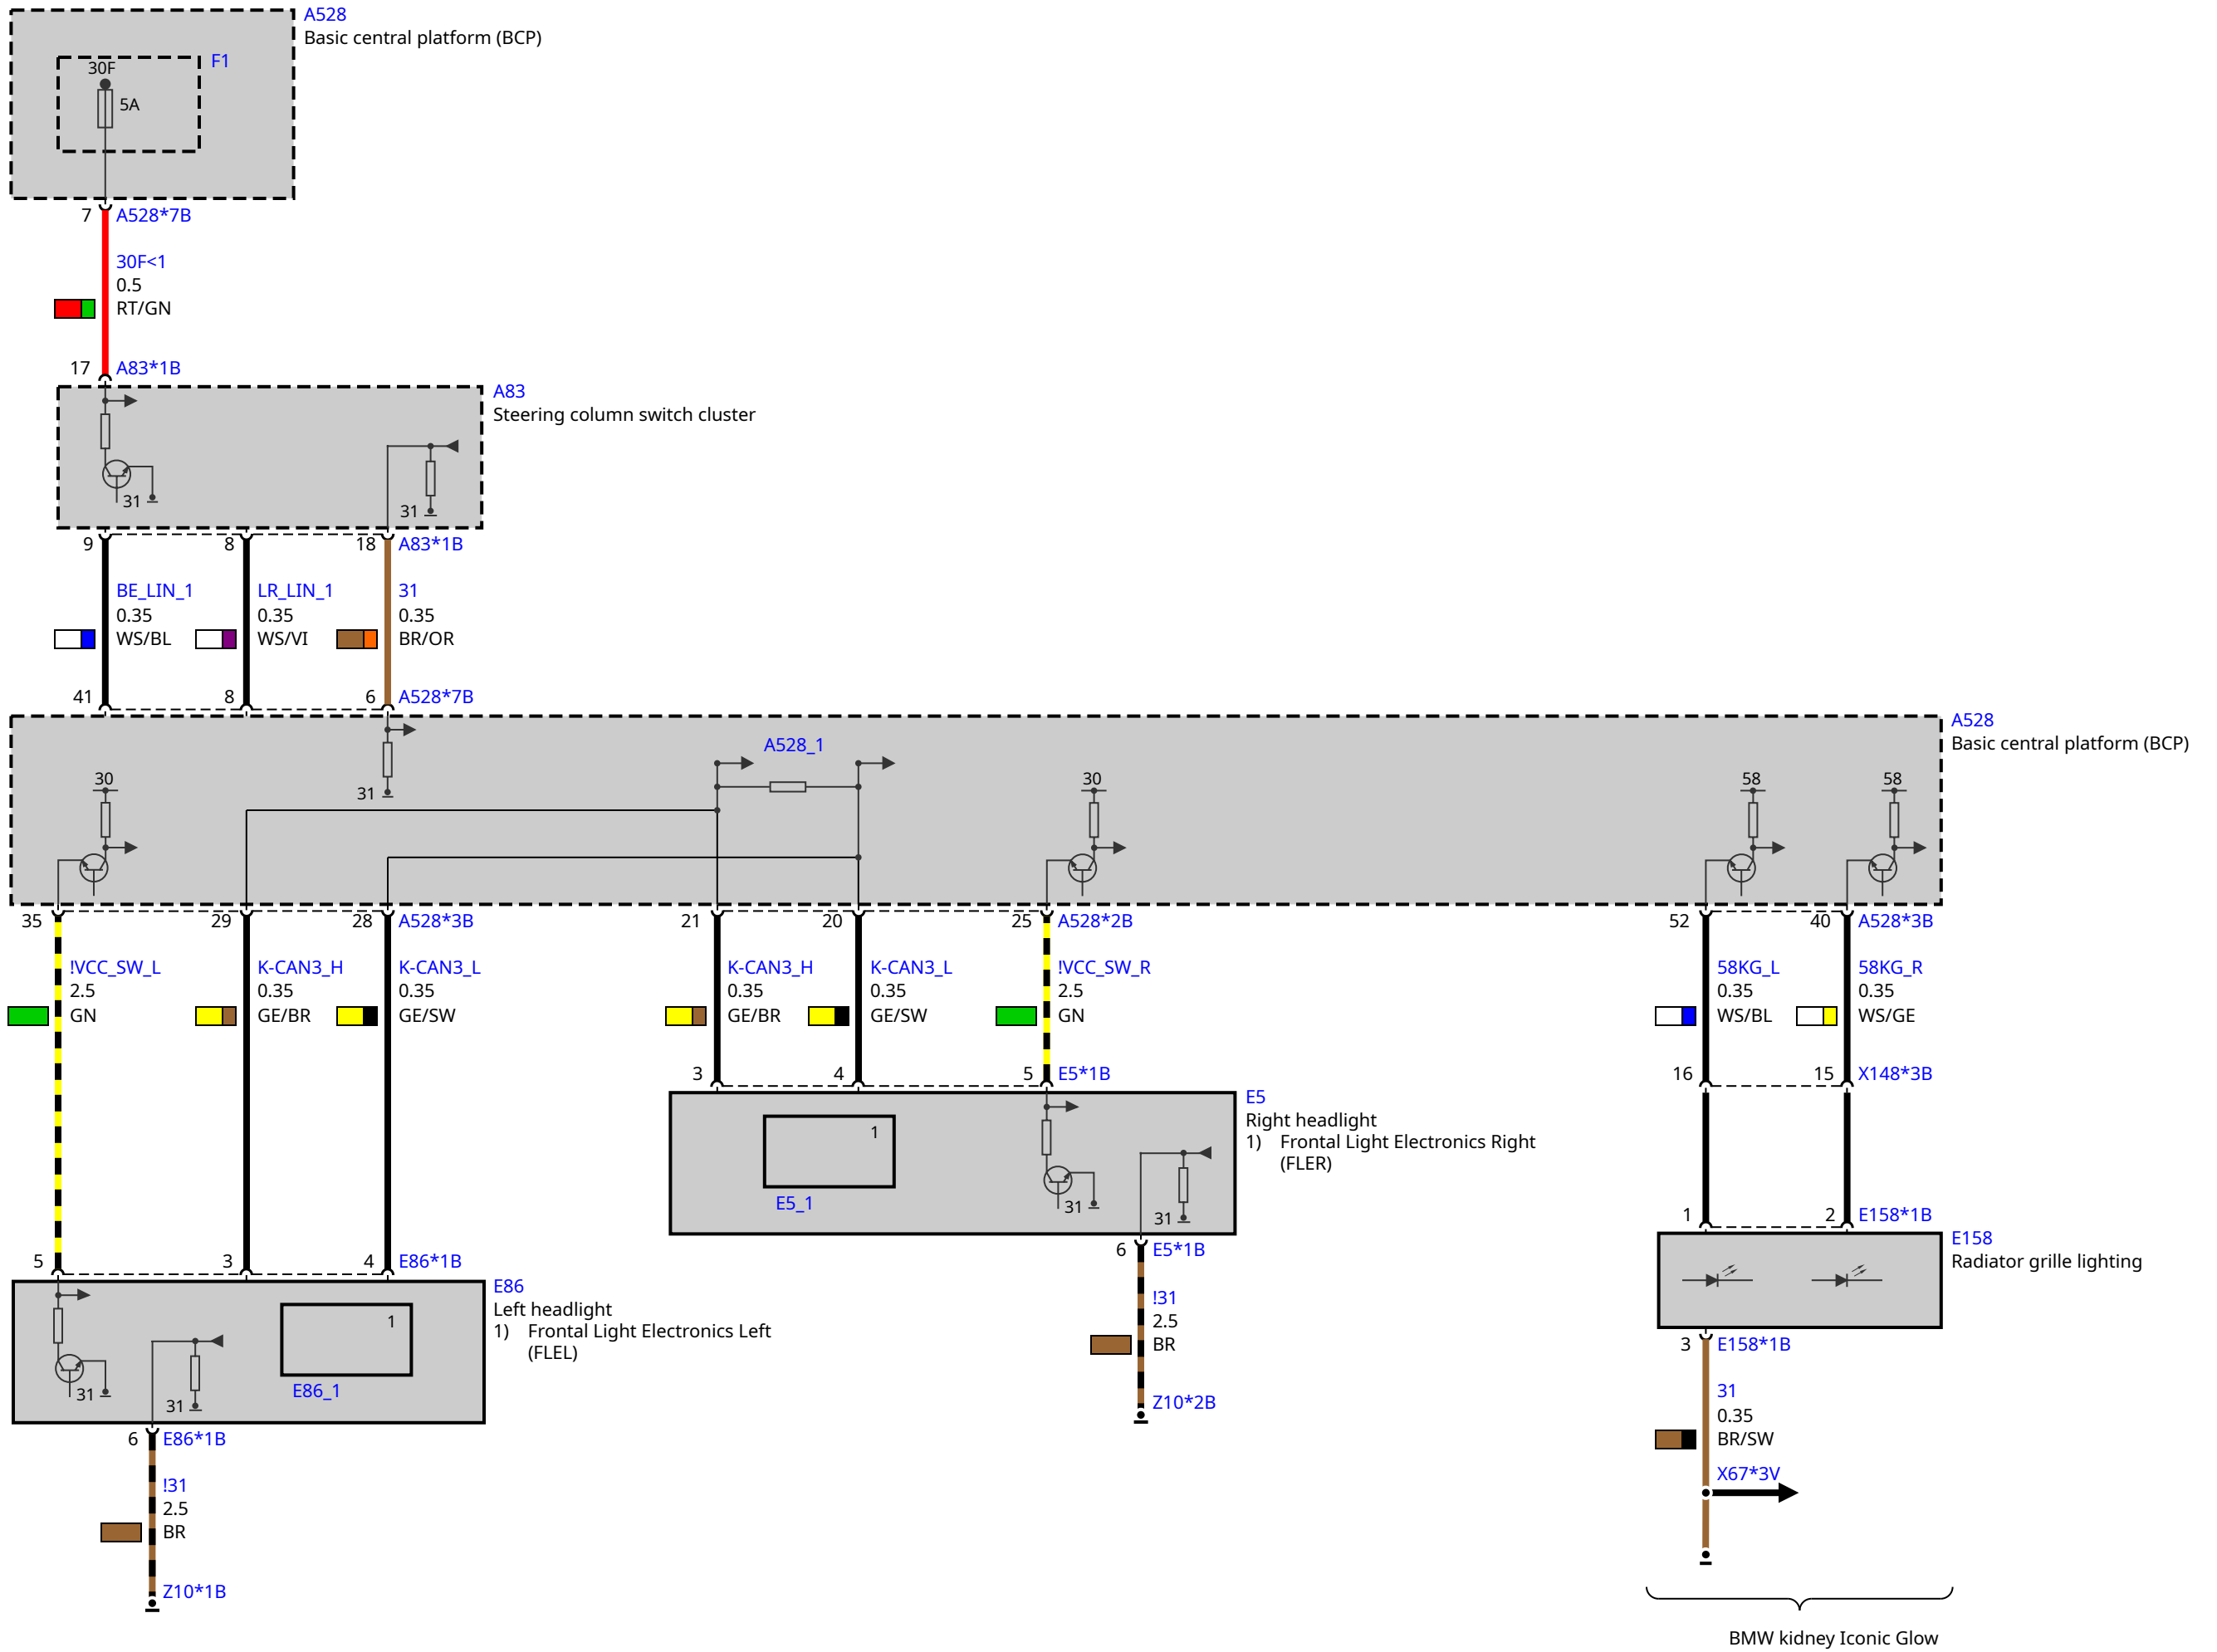 A528
Basic central platform (BCP)
F1
30F
5A
7 A528*7B
30F<1
0.5
RT/GN
17 A83*1B
A83
Steering column switch cluster
31
31
9 8 18 A83*1B
BE_LIN_1 LR_LIN_1 31
0.35 0.35 0.35
WS/BL WS/VI BR/OR
41 8 6 A528*7B
A528
Basic central platform (BCP)
A528_1
30 31 30 58 58
35 29 28 A528*3B 21 20 25 A528*2B 52 40 A528*3B
!VCC_SW_L K-CAN3_H K-CAN3_L K-CAN3_H K-CAN3_L !VCC_SW_R 58KG_L 58KG_R
2.5 0.35 0.35 0.35 0.35 2.5 0.35 0.35
GN GE/BR GE/SW GE/BR GE/SW GN WS/BL WS/GE
3 4 5 E5*1B 16 15 X148*3B
E5
Right headlight
1) Frontal Light Electronics Right
(FLER)
1
E5_1
31
31
1 2 E158*1B
E158
Radiator grille lighting
6 E5*1B
5 3 4 E86*1B
E86
Left headlight
1) Frontal Light Electronics Left
(FLEL)
1
E86_1
31
31
!31
2.5
BR
Z10*2B
3 E158*1B
31
0.35
BR/SW
X67*3V
6 E86*1B
!31
2.5
BR
Z10*1B
BMW kidney Iconic Glow